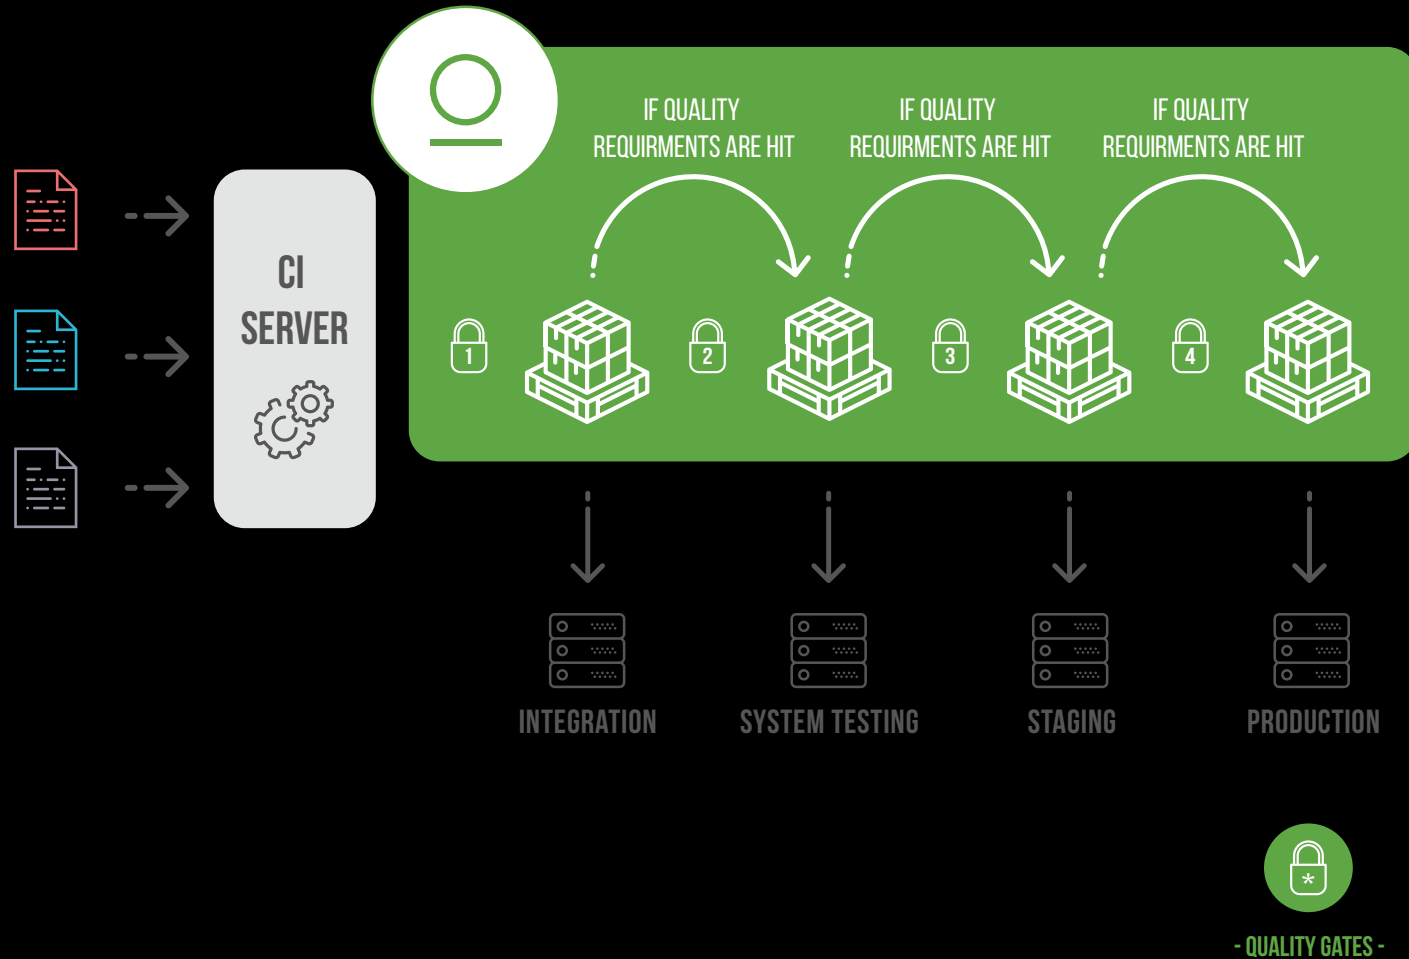 IF QUALITY
REQUIRMENTS ARE HIT
IF QUALITY
REQUIRMENTS ARE HIT
IF QUALITY
REQUIRMENTS ARE HIT
CI
SERVER
1
2
3
4
INTEGRATION
SYSTEM TESTING
STAGING
PRODUCTION
*
- QUALITY GATES -